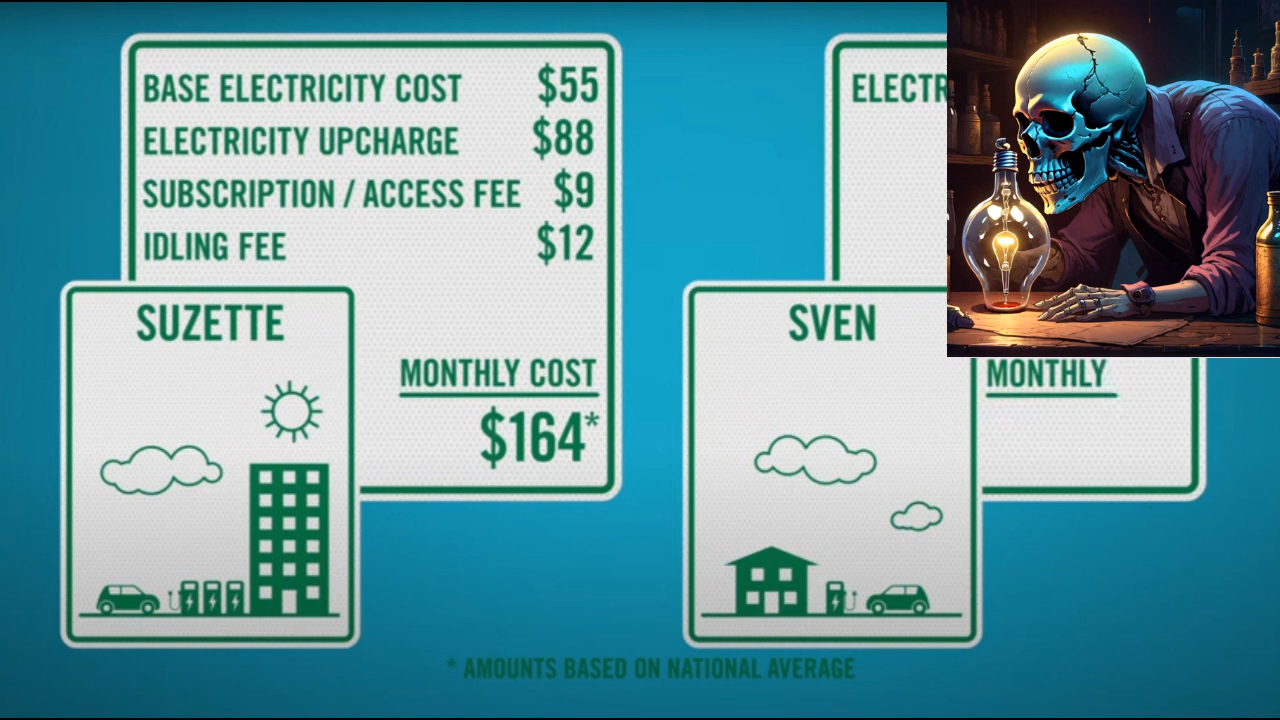 BASE ELECTRICITY COST $55
ELECTRICITY UPCHARGE $88
SUBSCRIPTION / ACCESS FEE $9
IDLING FEE $12
MONTHLY COST
$164*
SUZETTE
ELECTR
MONTHLY
SVEN
* AMOUNTS BASED ON NATIONAL AVERAGE